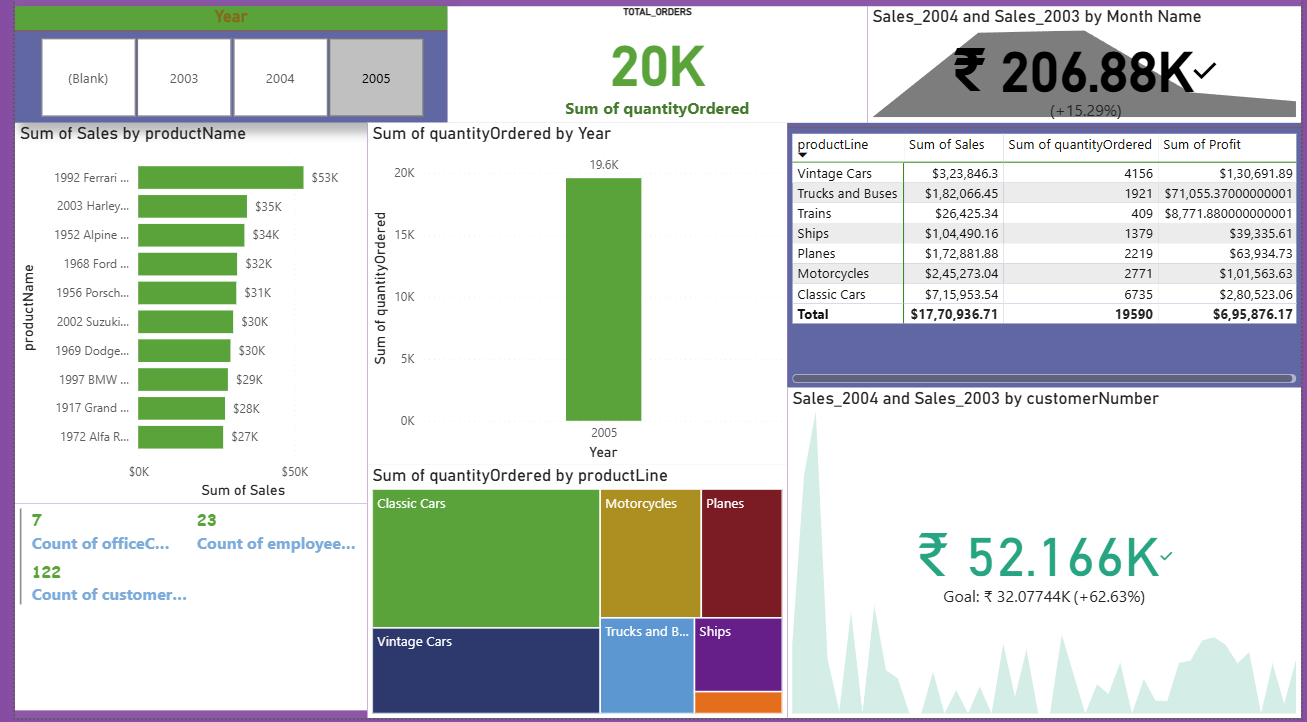 Year
(Blank)
2003
2004
2005
TOTAL_ORDERS
20K
Sum of quantityOrdered
Sales_2004 and Sales_2003 by Month Name
₹ 206.88K
(+15.29%)
Sum of Sales by productName
productName
1992 Ferrari ... $53K
2003 Harley... $35K
1952 Alpine ... $34K
1968 Ford ... $32K
1956 Porsch... $31K
2002 Suzuki... $30K
1969 Dodge... $30K
1997 BMW ... $29K
1917 Grand ... $28K
1972 Alfa R... $27K
$0K $50K
Sum of Sales
7
Count of officeC...
23
Count of employee...
122
Count of customer...
Sum of quantityOrdered by Year
Sum of quantityOrdered
19.6K
20K
15K
10K
5K
0K
2005
Year
Sum of quantityOrdered by productLine
Classic Cars
Motorcycles
Planes
Vintage Cars
Trucks and B...
Ships
productLine Sum of Sales Sum of quantityOrdered Sum of Profit
Vintage Cars $3,23,846.3 4156 $1,30,691.89
Trucks and Buses $1,82,066.45 1921 $71,055.37000000001
Trains $26,425.34 409 $8,771.880000000001
Ships $1,04,490.16 1379 $39,335.61
Planes $1,72,881.88 2219 $63,934.73
Motorcycles $2,45,273.04 2771 $1,01,563.63
Classic Cars $7,15,953.54 6735 $2,80,523.06
Total $17,70,936.71 19590 $6,95,876.17
Sales_2004 and Sales_2003 by customerNumber
₹ 52.166K
Goal: ₹ 32.07744K (+62.63%)